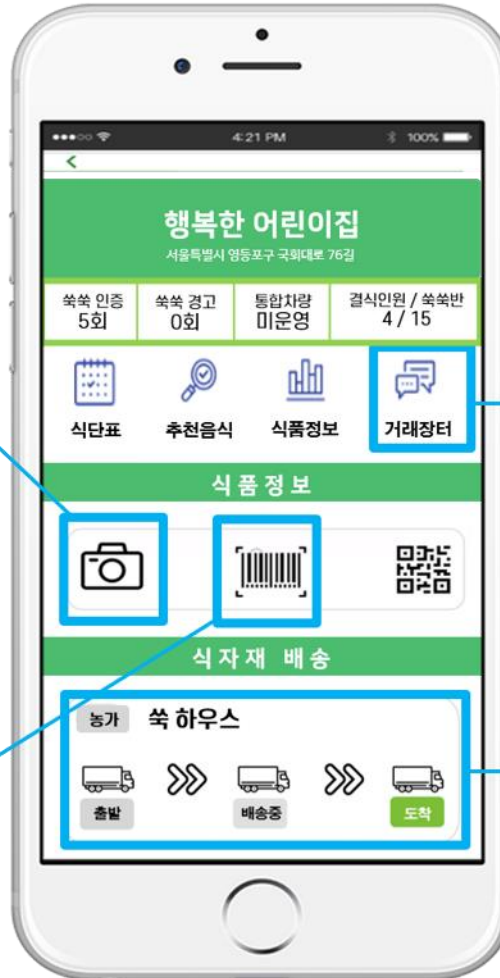 4:21 PM
100%
<
행복한 어린이집
서울특별시 영등포구 국회대로 76길
쑥쑥 인증 쑥쑥 경고 통합차량 결식인원 / 쑥쑥반
5회 0회 미운영 4 / 15
식단표 추천음식 식품정보 거래장터
식품정보
식자재 배송
농가 쑥 하우스
출발 배송중 도착